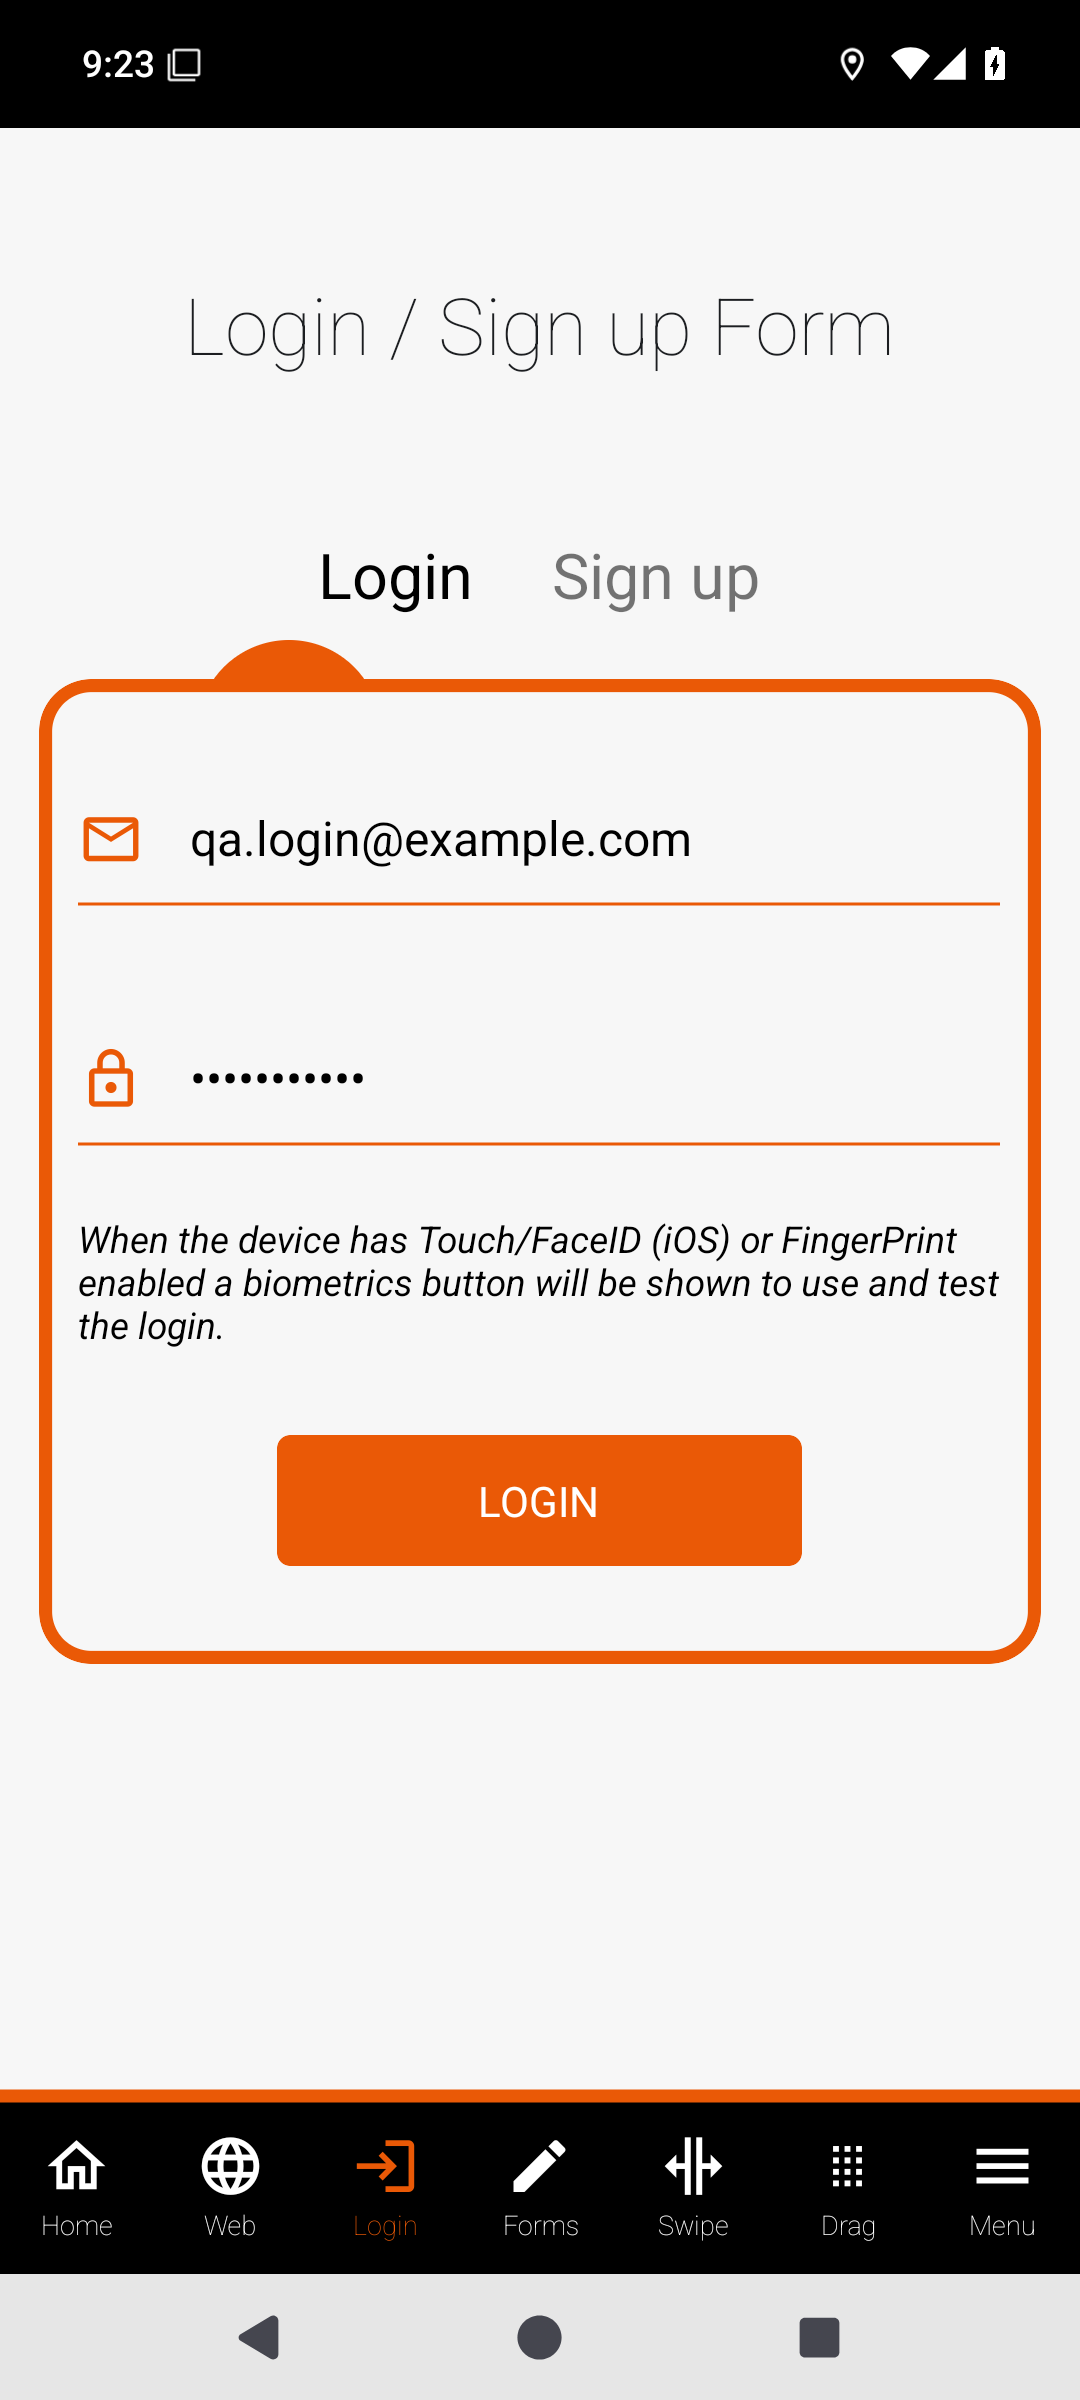 9:23
Login / Sign up Form
Login Sign up
qa.login@example.com
•••••••••••
When the device has Touch/FaceID (iOS) or FingerPrint
enabled a biometrics button will be shown to use and test
the login.
LOGIN
Home Web Login Forms Swipe Drag Menu